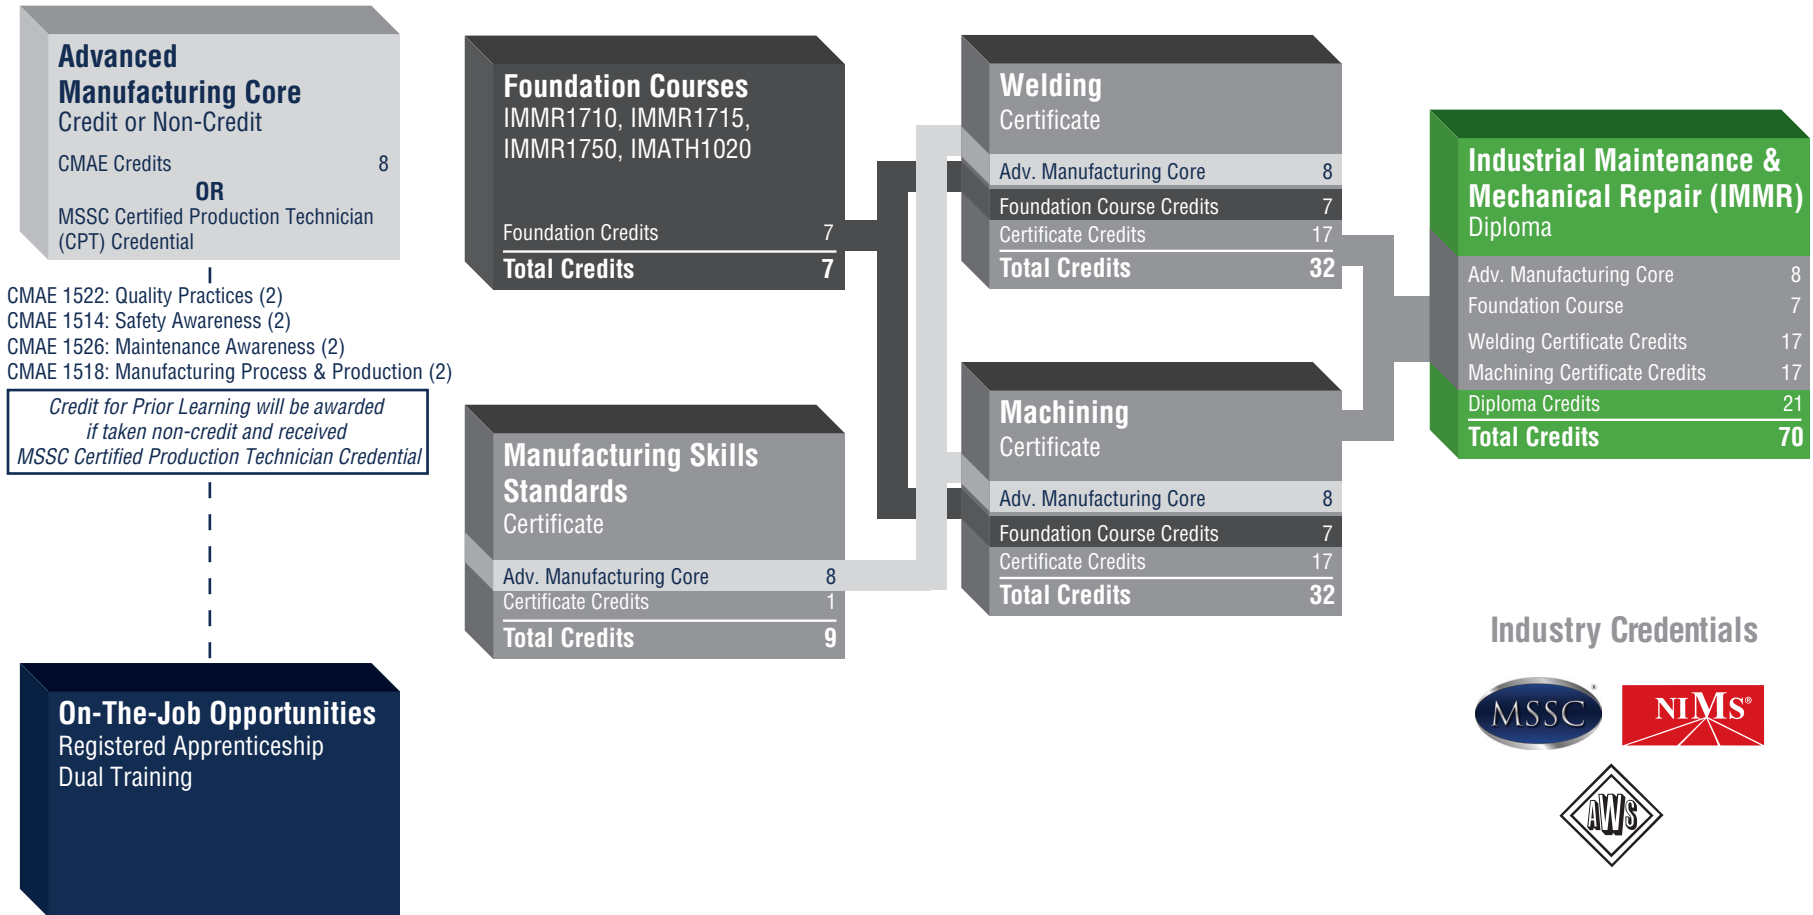 Advanced
Manufacturing Core
Credit or Non-Credit
CMAE Credits 8
OR
MSSC Certified Production Technician
(CPT) Credential
CMAE 1522: Quality Practices (2)
CMAE 1514: Safety Awareness (2)
CMAE 1526: Maintenance Awareness (2)
CMAE 1518: Manufacturing Process & Production (2)
Credit for Prior Learning will be awarded
if taken non-credit and received
MSSC Certified Production Technician Credential
On-The-Job Opportunities
Registered Apprenticeship
Dual Training
Foundation Courses
IMMR1710, IMMR1715,
IMMR1750, IMATH1020
Foundation Credits 7
Total Credits 7
Manufacturing Skills
Standards
Certificate
Adv. Manufacturing Core 8
Certificate Credits 1
Total Credits 9
Welding
Certificate
Adv. Manufacturing Core 8
Foundation Course Credits 7
Certificate Credits 17
Total Credits 32
Machining
Certificate
Adv. Manufacturing Core 8
Foundation Course Credits 7
Certificate Credits 17
Total Credits 32
Industrial Maintenance &
Mechanical Repair (IMMR)
Diploma
Adv. Manufacturing Core 8
Foundation Course 7
Welding Certificate Credits 17
Machining Certificate Credits 17
Diploma Credits 21
Total Credits 70
Industry Credentials
MSSC®
NIMS®
AWS